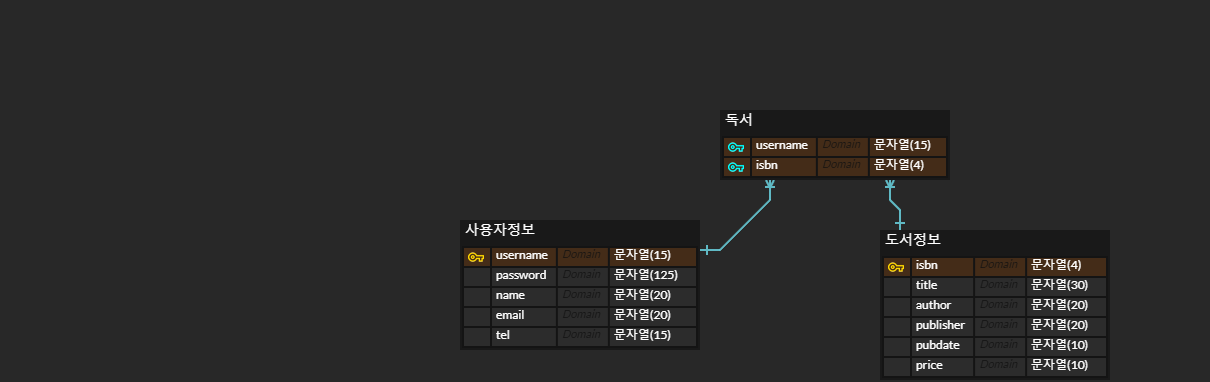 독서
username Domain 문자열(15)
isbn Domain 문자열(4)
사용자정보
username Domain 문자열(15)
password Domain 문자열(125)
name Domain 문자열(20)
email Domain 문자열(20)
tel Domain 문자열(15)
도서정보
isbn Domain 문자열(4)
title Domain 문자열(30)
author Domain 문자열(20)
publisher Domain 문자열(20)
pubdate Domain 문자열(10)
price Domain 문자열(10)